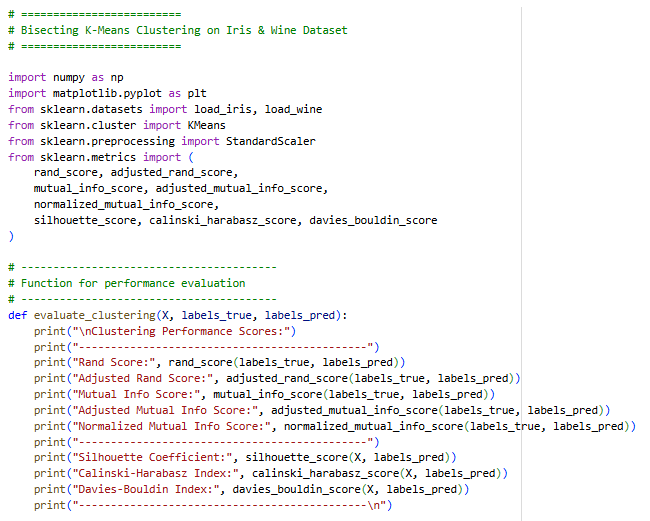 # =========================
# Bisecting K-Means Clustering on Iris & Wine Dataset
# =========================

import numpy as np
import matplotlib.pyplot as plt
from sklearn.datasets import load_iris, load_wine
from sklearn.cluster import KMeans
from sklearn.preprocessing import StandardScaler
from sklearn.metrics import (
    rand_score, adjusted_rand_score,
    mutual_info_score, adjusted_mutual_info_score,
    normalized_mutual_info_score,
    silhouette_score, calinski_harabasz_score, davies_bouldin_score
)

# ----------------------------------------
# Function for performance evaluation
# ----------------------------------------
def evaluate_clustering(X, labels_true, labels_pred):
    print("\nClustering Performance Scores:")
    print("---------------------------------------------")
    print("Rand Score:", rand_score(labels_true, labels_pred))
    print("Adjusted Rand Score:", adjusted_rand_score(labels_true, labels_pred))
    print("Mutual Info Score:", mutual_info_score(labels_true, labels_pred))
    print("Adjusted Mutual Info Score:", adjusted_mutual_info_score(labels_true, labels_pred))
    print("Normalized Mutual Info Score:", normalized_mutual_info_score(labels_true, labels_pred))
    print("---------------------------------------------")
    print("Silhouette Coefficient:", silhouette_score(X, labels_pred))
    print("Calinski-Harabasz Index:", calinski_harabasz_score(X, labels_pred))
    print("Davies-Bouldin Index:", davies_bouldin_score(X, labels_pred))
    print("---------------------------------------------\n")